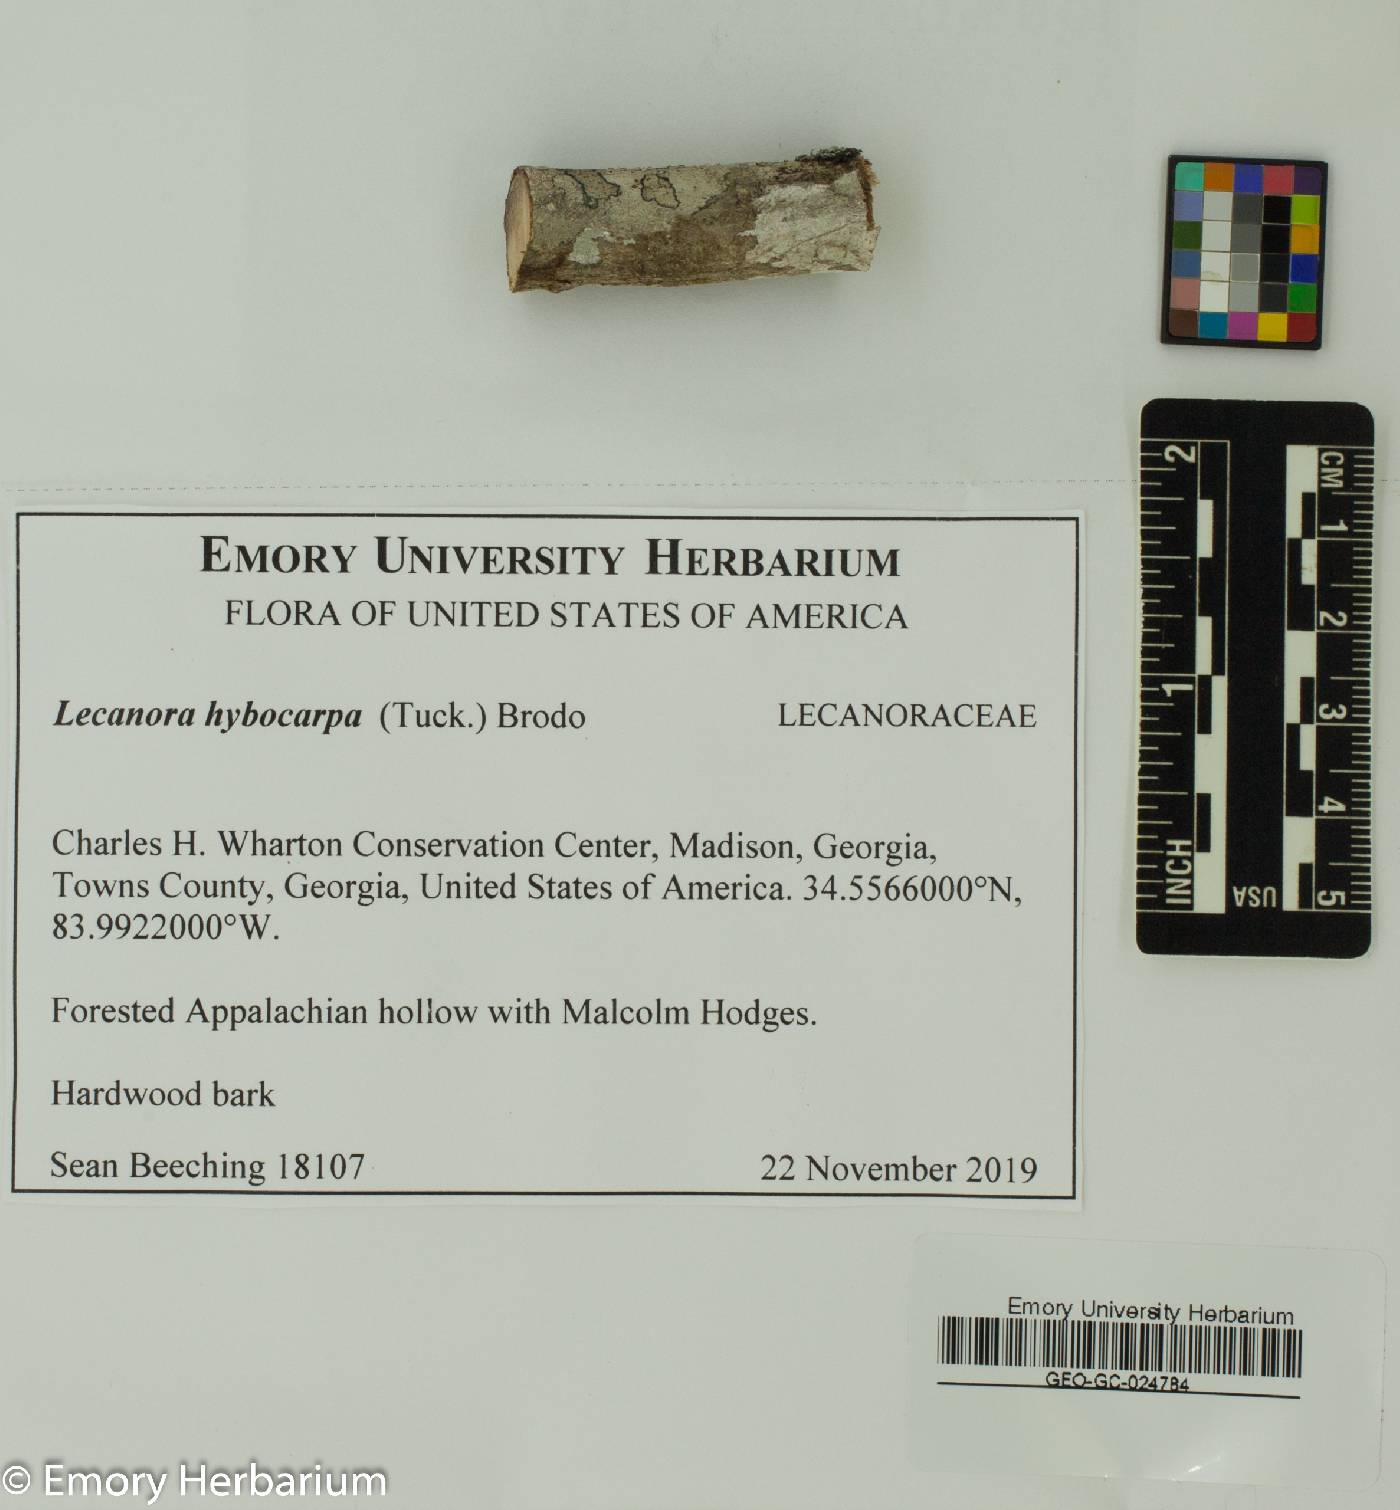 CM
1
2
3
4
5
2
1
INCH
USA
EMORY UNIVERSITY HERBARIUM
FLORA OF UNITED STATES OF AMERICA
Lecanora hybocarpa (Tuck.) Brodo LECANORACEAE
Charles H. Wharton Conservation Center, Madison, Georgia,
Towns County, Georgia, United States of America. 34.5566000°N,
83.9922000°W.
Forested Appalachian hollow with Malcolm Hodges.
Hardwood bark
Sean Beeching 18107 22 November 2019
Emory University Herbarium
GEO-GC-024784
© Emory Herbarium